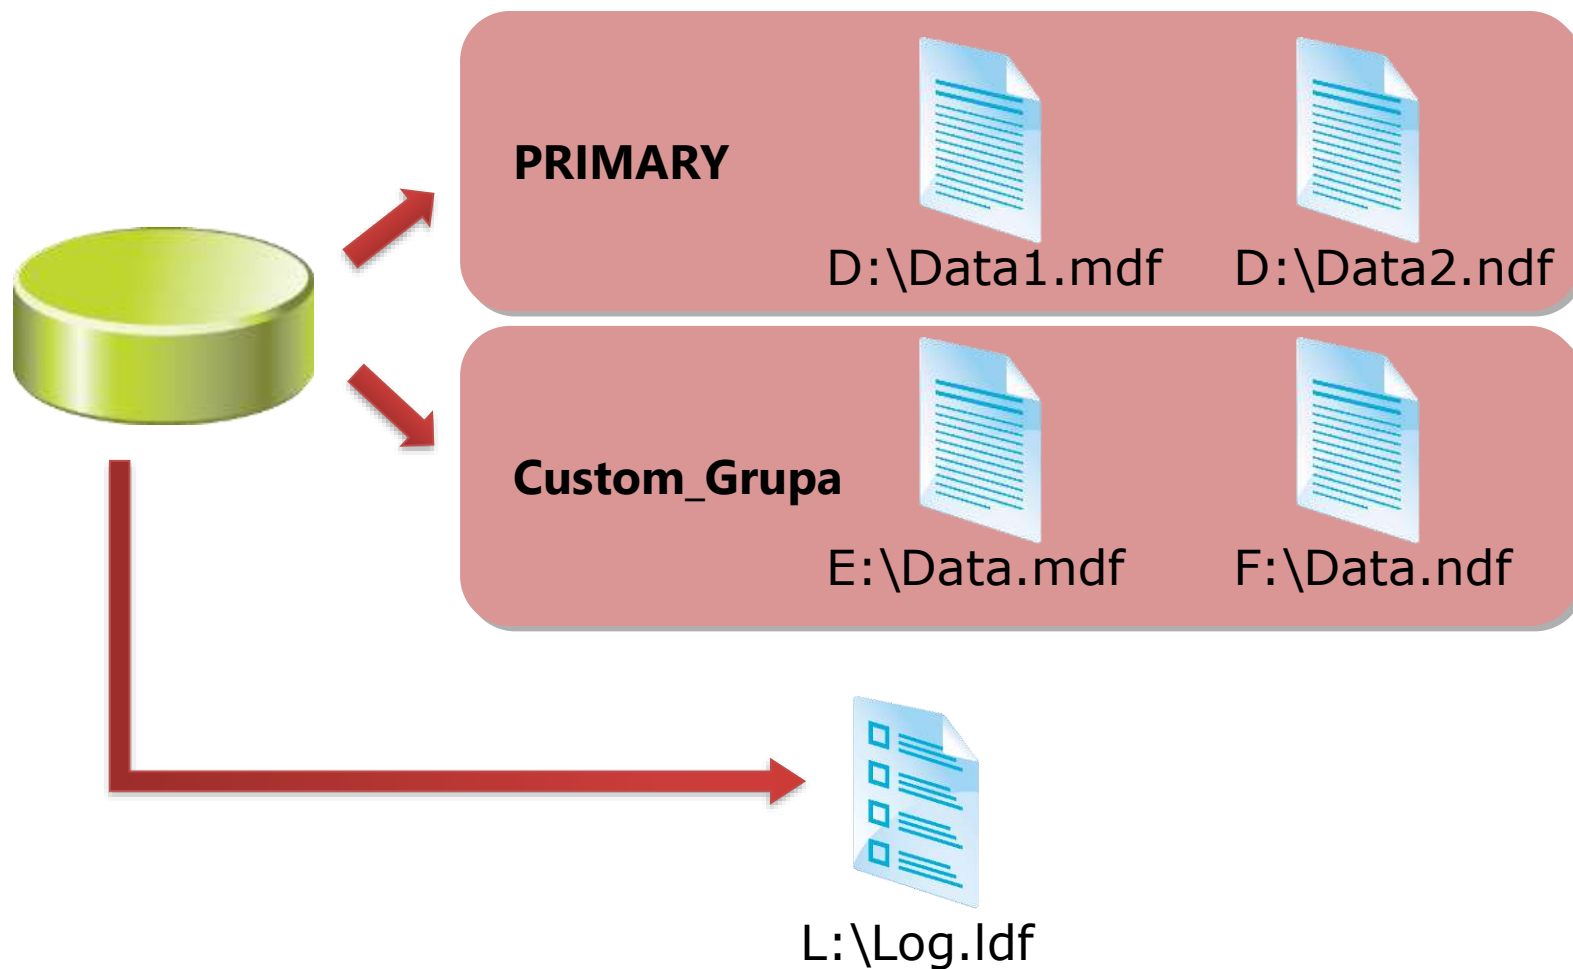 PRIMARY
D:\Data1.mdf
D:\Data2.ndf
Custom_Grupa
E:\Data.mdf
F:\Data.ndf
L:\Log.ldf